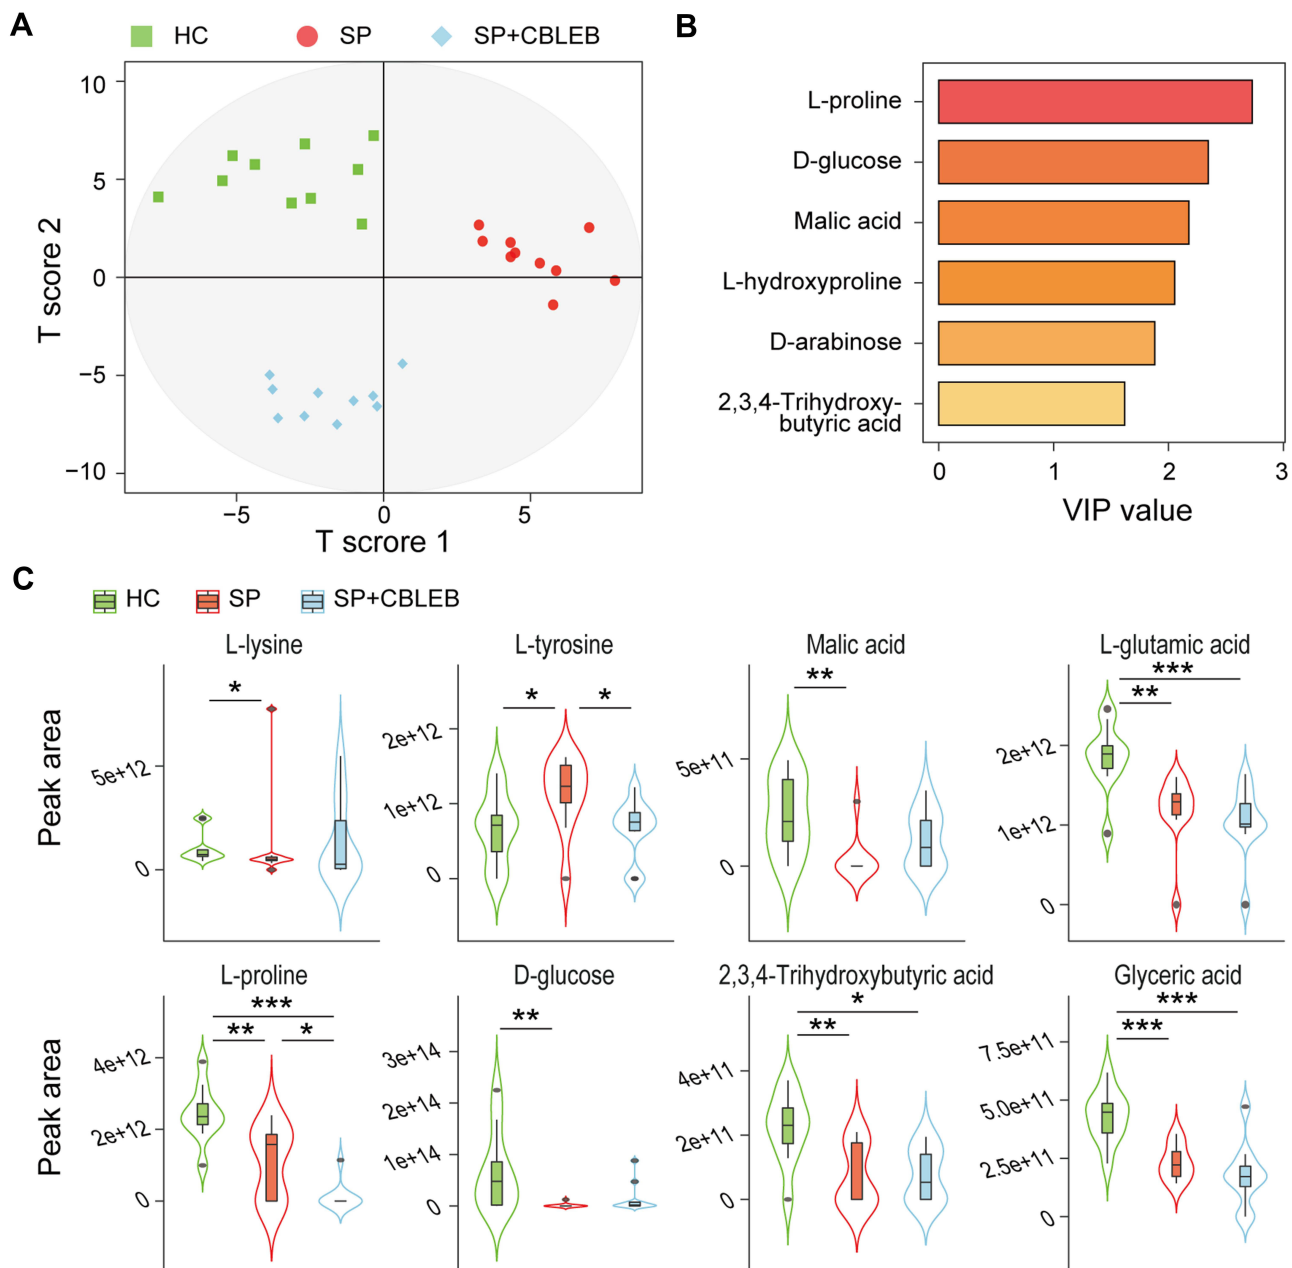 A
HC SP SP+CBLEB
10
5
0
−5
−10
T score 2
−5 0 5
T scrore 1
B
L-proline
D-glucose
Malic acid
L-hydroxyproline
D-arabinose
2,3,4-Trihydroxy-
butyric acid
0 1 2 3
VIP value
C
HC SP SP+CBLEB
L-lysine
Peak area
5e+12
0
*
L-tyrosine
2e+12
1e+12
0
* *
Malic acid
5e+11
0
**
L-glutamic acid
2e+12
1e+12
0
***
**
L-proline
Peak area
4e+12
2e+12
0
***
** *
D-glucose
3e+14
2e+14
1e+14
0
**
2,3,4-Trihydroxybutyric acid
4e+11
2e+11
0
*
**
Glyceric acid
7.5e+11
5.0e+11
2.5e+11
0
***
***